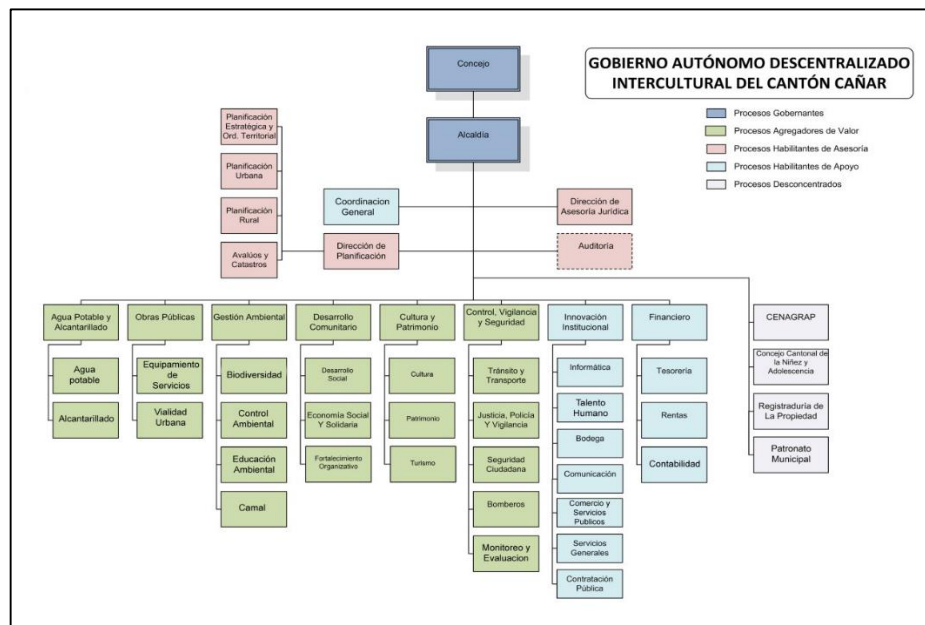 GOBIERNO AUTÓNOMO DESCENTRALIZADO
INTERCULTURAL DEL CANTÓN CAÑAR
Procesos Gobernantes
Procesos Agregadores de Valor
Procesos Habilitantes de Asesoría
Procesos Habilitantes de Apoyo
Procesos Desconcentrados
Concejo
Alcaldía
Planificación
Estratégica y
Ord. Territorial
Planificación
Urbana
Planificación
Rural
Avalúos y
Catastros
Coordinacion
General
Dirección de
Asesoría Jurídica
Dirección de
Planificación
Auditoría
Agua Potable y
Alcantarillado
Agua
potable
Alcantarillado
Obras Públicas
Equipamiento
de Servicios
Vialidad
Urbana
Gestión Ambiental
Biodiversidad
Control
Ambiental
Educación
Ambiental
Camal
Desarrollo
Comunitario
Desarrollo
Social
Economía Social
Y Solidaria
Fortalecimiento
Organizativo
Cultura y
Patrimonio
Cultura
Patrimonio
Turismo
Control, Vigilancia
y Seguridad
Tránsito y
Transporte
Justicia, Policía
Y Vigilancia
Seguridad
Ciudadana
Bomberos
Monitoreo y
Evaluacion
Innovación
Institucional
Informática
Talento
Humano
Bodega
Comunicación
Comercio y
Servicios Publicos
Servicios
Generales
Contratación
Pública
Financiero
Tesorería
Rentas
Contabilidad
CENAGRAP
Concejo Cantonal de
la Niñez y
Adolescencia
Registraduría de
La Propiedad
Patronato
Municipal